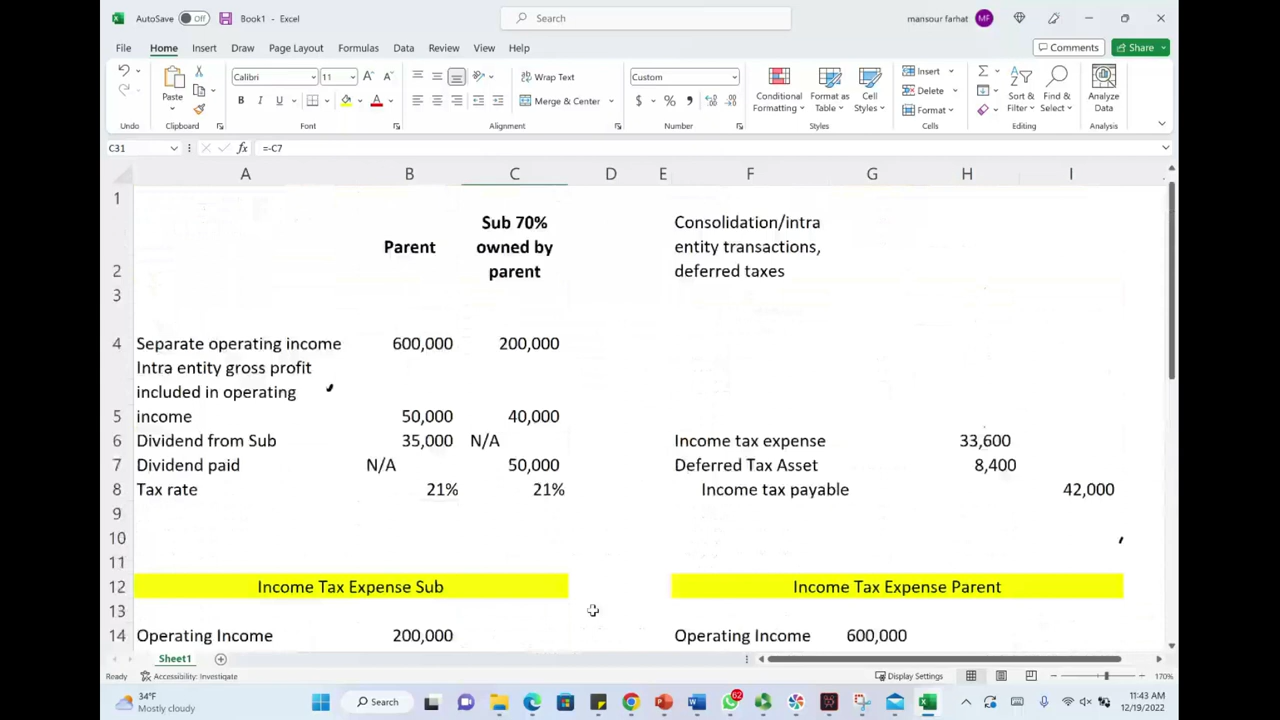 AutoSave Off Book1 - Excel Search mansour farhat MF
File Home Insert Draw Page Layout Formulas Data Review View Help Comments Share
Calibri 11 Wrap Text Custom Insert
Paste Conditional Formatting Format as Table Cell Styles Delete Sort & Filter Find & Select Analyze Data
B I U Merge & Center $ % Format
Undo Clipboard Font Alignment Number Styles Cells Editing Analysis
C31 fx =-C7
A B C D E F G H I
1
2 Parent Sub 70% owned by parent Consolidation/intra entity transactions, deferred taxes
3
4 Separate operating income 600,000 200,000
5 Intra entity gross profit included in operating income 50,000 40,000
6 Dividend from Sub 35,000 N/A Income tax expense 33,600
7 Dividend paid N/A 50,000 Deferred Tax Asset 8,400
8 Tax rate 21% 21% Income tax payable 42,000
9
10
11
12 Income Tax Expense Sub Income Tax Expense Parent
13
14 Operating Income 200,000 Operating Income 600,000
Sheet1
Ready Accessibility: Investigate Display Settings 170%
34°F Search 62 11:43 AM
Mostly cloudy 12/19/2022